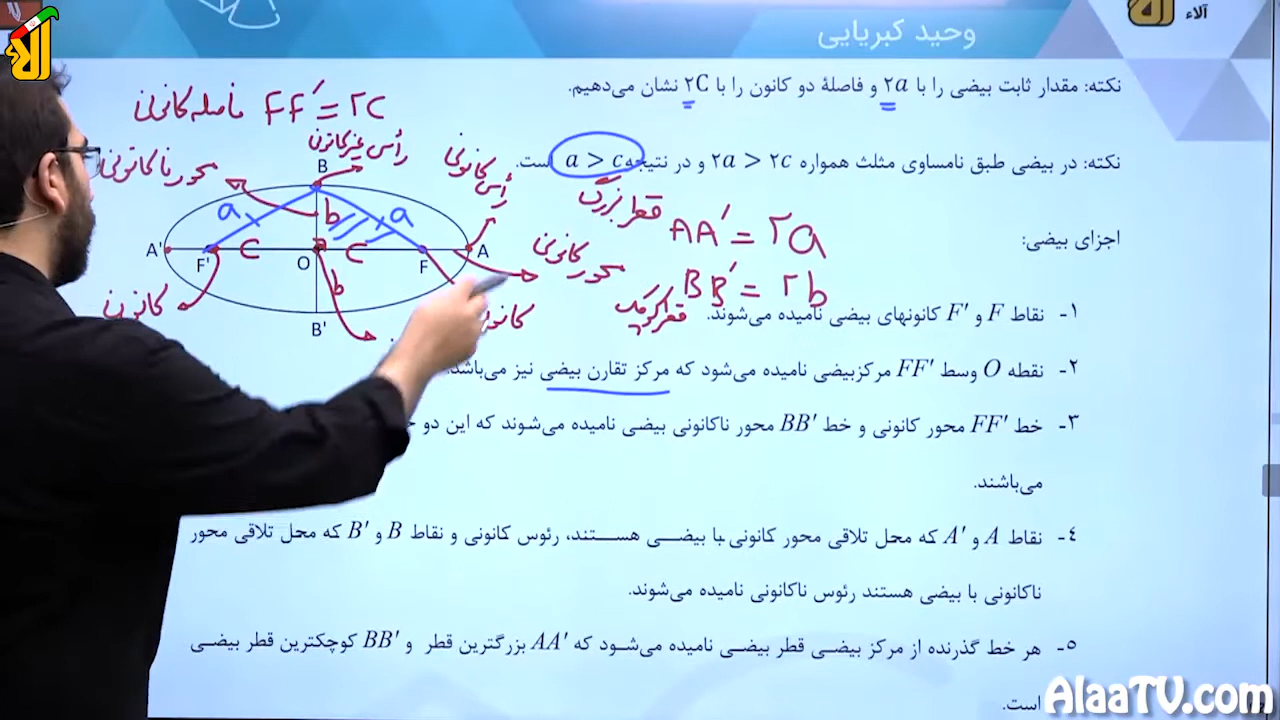 آلاء
وحید کبریایی
نکته: مقدار ثابت بیضی را با ۲a و فاصلهٔ دو کانون را با ۲C نشان می‌دهیم.
فاصله کانونی FF' = ۲C
نکته: در بیضی طبق نامساوی مثلث همواره ۲a > ۲c و در نتیجه a > c است.
رأس غیرکانونی
رأس کانونی
محور ناکانونی
B
a
b
a
A'
F'
C
O
C
F
A
b
B'
کانون
کانون
محور کانونی
قطر بزرگ AA' = ۲a
قطر کوچک BB' = ۲b
اجزای بیضی:
۱- نقاط F و F' کانونهای بیضی نامیده می‌شوند.
۲- نقطه O وسط FF' مرکزبیضی نامیده می‌شود که مرکز تقارن بیضی نیز می‌باشد.
۳- خط FF' محور کانونی و خط BB' محور ناکانونی بیضی نامیده می‌شوند که این دو
می‌باشند.
۴- نقاط A و A' که محل تلاقی محور کانونی با بیضی هستند، رئوس کانونی و نقاط B و B' که محل تلاقی محور
ناکانونی با بیضی هستند رئوس ناکانونی نامیده می‌شوند.
۵- هر خط گذرنده از مرکز بیضی قطر بیضی نامیده می‌شود که AA' بزرگترین قطر و BB' کوچکترین قطر بیضی
است.
AlaaTV.com